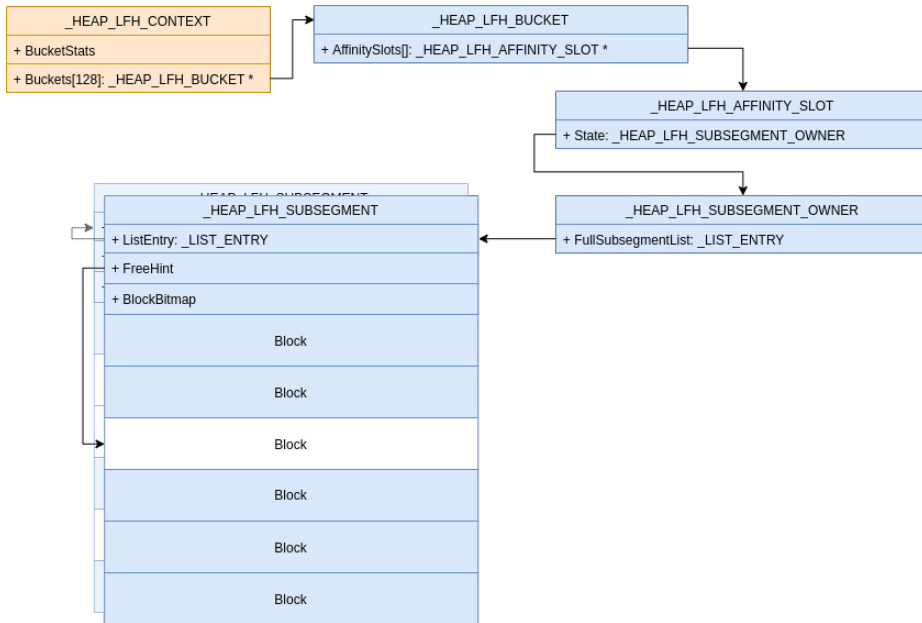 _HEAP_LFH_CONTEXT
+ BucketStats
+ Buckets[128]: _HEAP_LFH_BUCKET *
_HEAP_LFH_BUCKET
+ AffinitySlots[]: _HEAP_LFH_AFFINITY_SLOT *
_HEAP_LFH_AFFINITY_SLOT
+ State: _HEAP_LFH_SUBSEGMENT_OWNER
_HEAP_LFH_SUBSEGMENT_OWNER
+ FullSubsegmentList: _LIST_ENTRY
_HEAP_LFH_SUBSEGMENT
+ ListEntry: _LIST_ENTRY
+ FreeHint
+ BlockBitmap
Block
Block
Block
Block
Block
Block